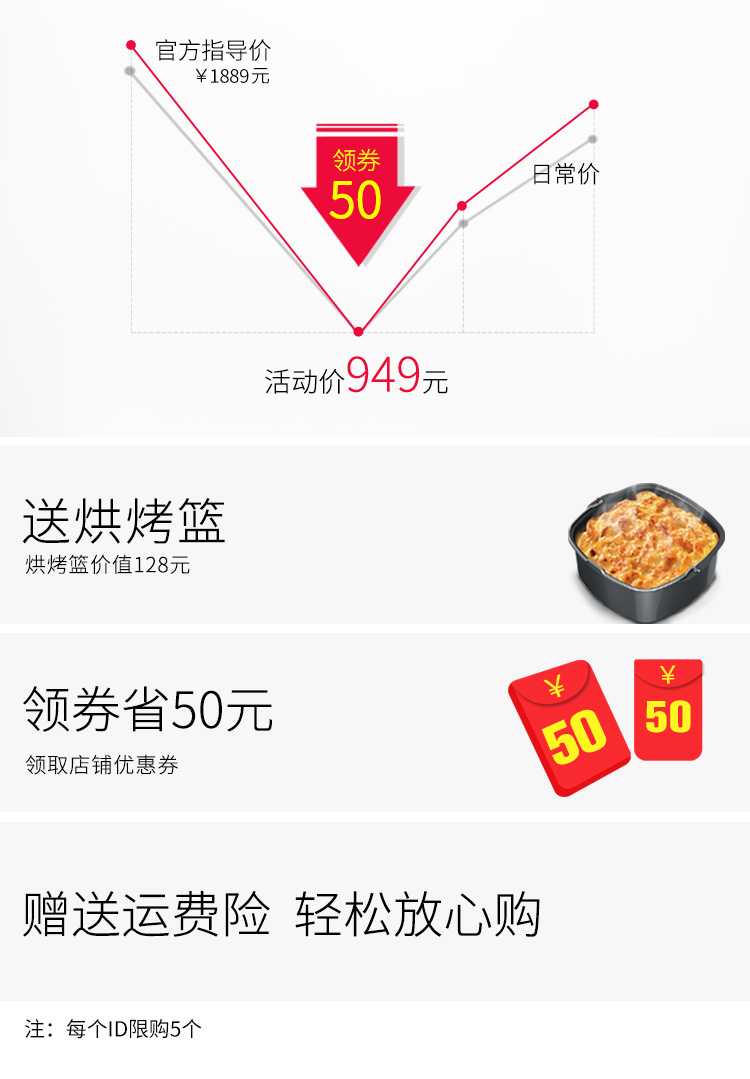 官方指导价
￥1889元
领券
50
日常价
活动价949元
送烘烤篮
烘烤篮价值128元
领券省50元
领取店铺优惠券
￥
50
￥
50
赠送运费险 轻松放心购
注：每个ID限购5个